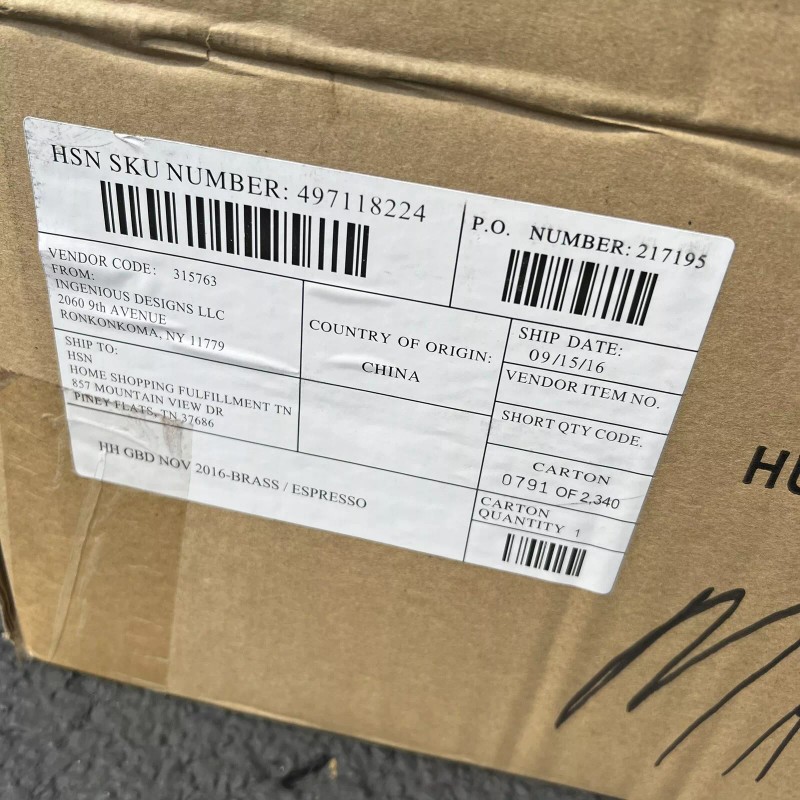 HSN SKU NUMBER: 497118224
P.O. NUMBER: 217195
VENDOR CODE: 315763
FROM:
INGENIOUS DESIGNS LLC
2060 9th AVENUE
RONKONKOMA, NY 11779
SHIP TO:
HSN
HOME SHOPPING FULFILLMENT TN
857 MOUNTAIN VIEW DR
PINEY FLATS, TN 37686
COUNTRY OF ORIGIN:
CHINA
SHIP DATE:
09/15/16
VENDOR ITEM NO.
SHORT QTY CODE.
CARTON
0791 OF 2,340
CARTON
QUANTITY 1
HH GBD NOV 2016-BRASS / ESPRESSO